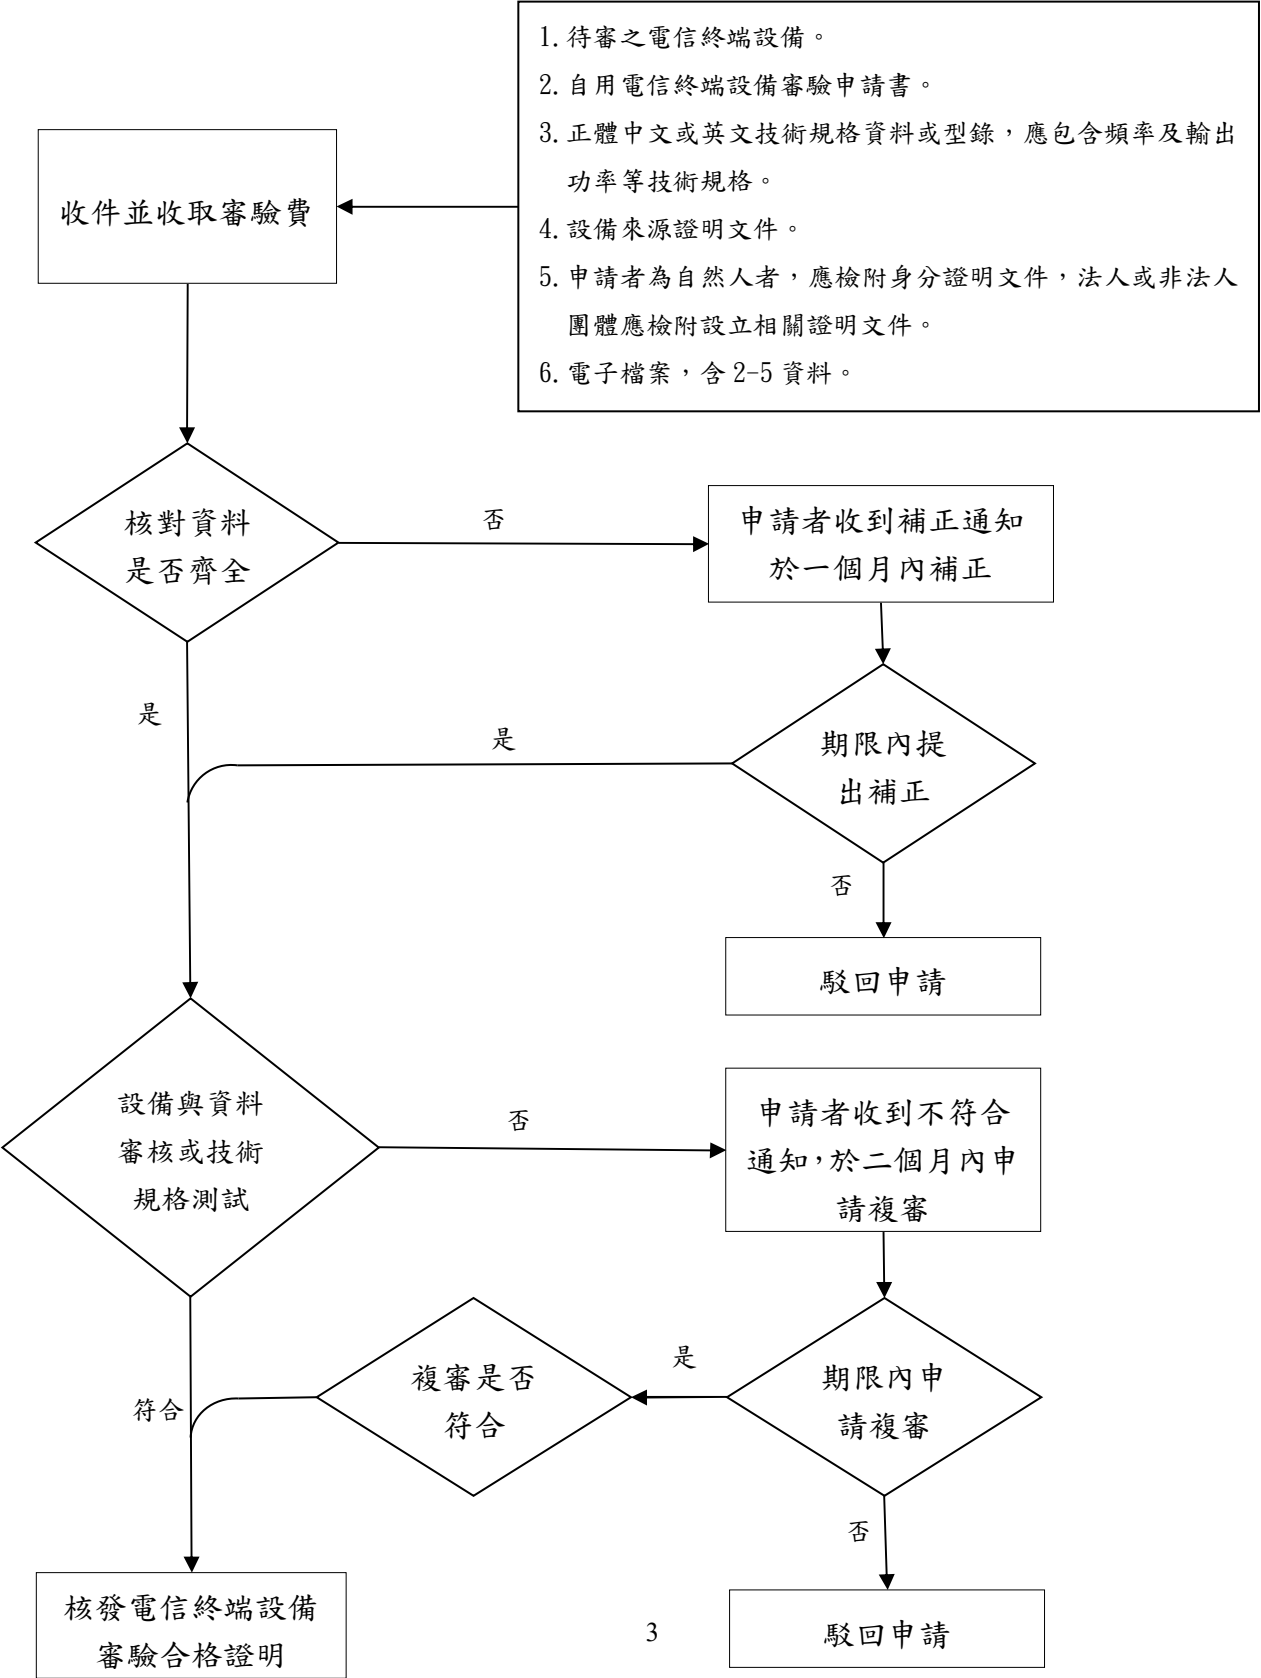 1.待審之電信終端設備。
2.自用電信終端設備審驗申請書。
3.正體中文或英文技術規格資料或型錄，應包含頻率及輸出
功率等技術規格。
4.設備來源證明文件。
5.申請者為自然人者，應檢附身分證明文件，法人或非法人
團體應檢附設立相關證明文件。
6.電子檔案，含 2-5 資料。
收件並收取審驗費
核對資料
是否齊全
否
申請者收到補正通知
於一個月內補正
是
是
期限內提
出補正
否
駁回申請
設備與資料
審核或技術
規格測試
否
申請者收到不符合
通知，於二個月內申
請複審
符合
複審是否
符合
是
期限內申
請複審
否
核發電信終端設備
審驗合格證明
3
駁回申請